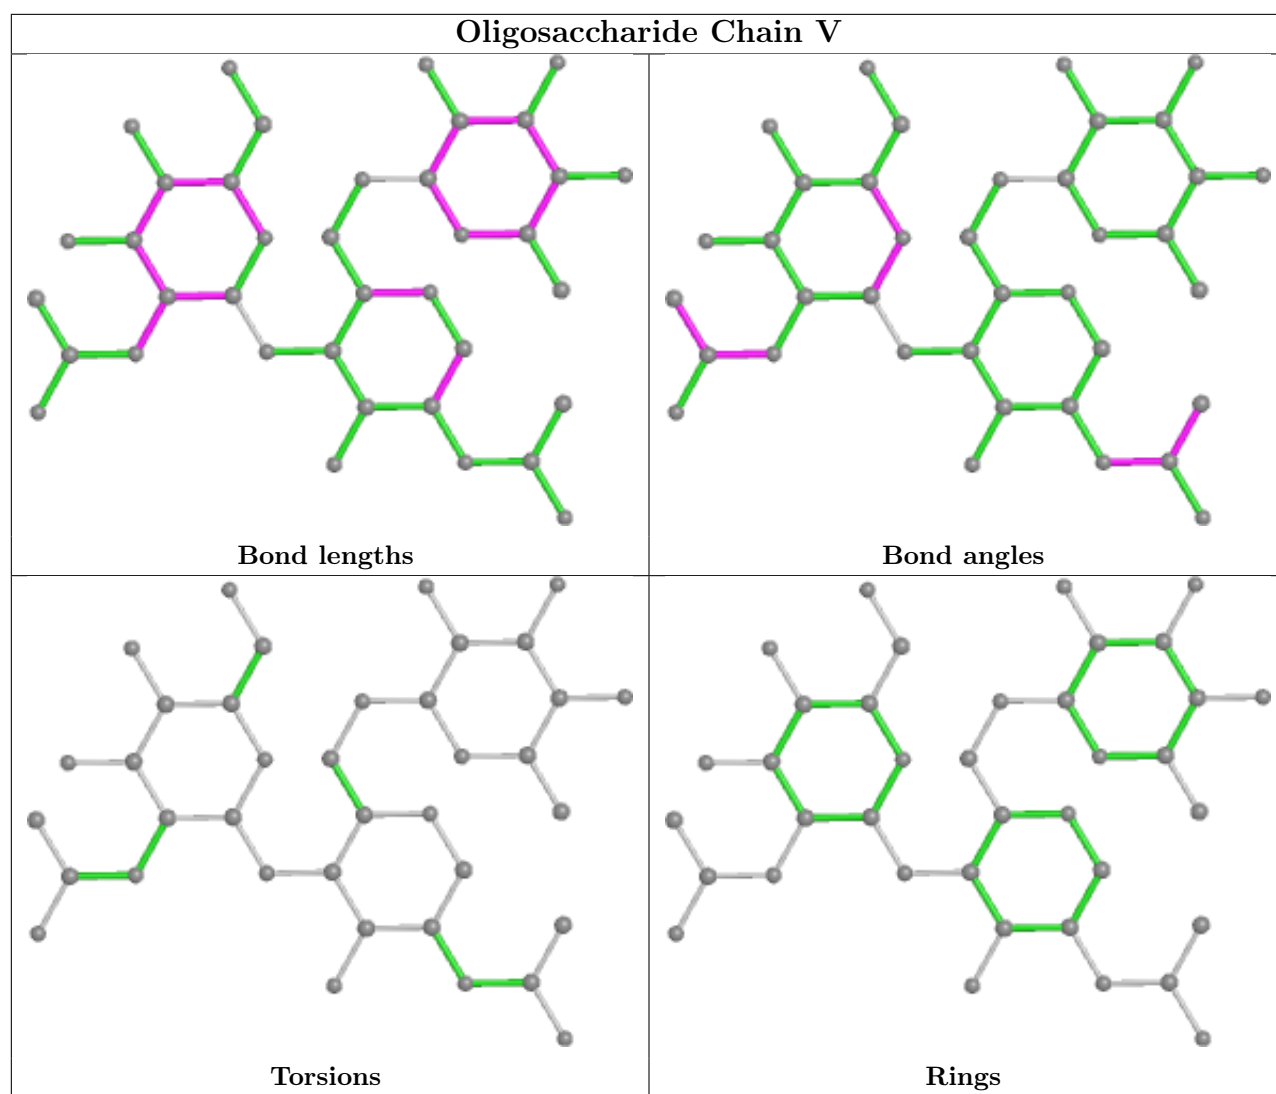 Oligosaccharide Chain V
Bond lengths
Bond angles
Torsions
Rings